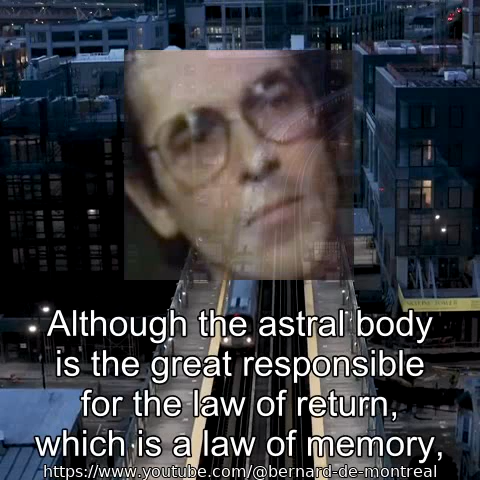 Although the astral body
is the great responsible
for the law of return,
which is a law of memory,
https://www.youtube.com/@bernard-de-montreal